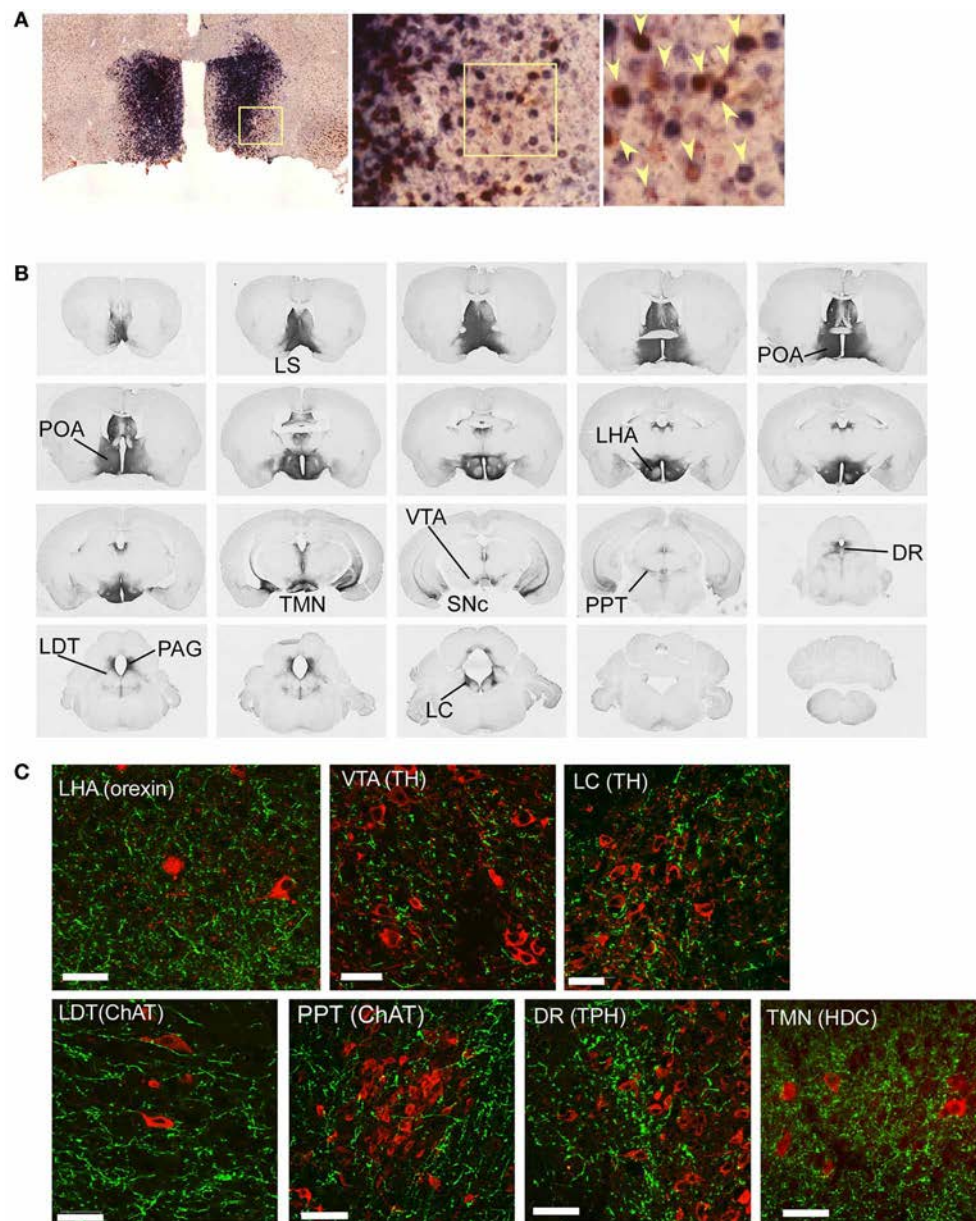 A
B
LS
POA
POA
LHA
VTA
DR
TMN
SNc
PPT
LDT
PAG
LC
C
LHA (orexin)
VTA (TH)
LC (TH)
LDT(ChAT)
PPT (ChAT)
DR (TPH)
TMN (HDC)